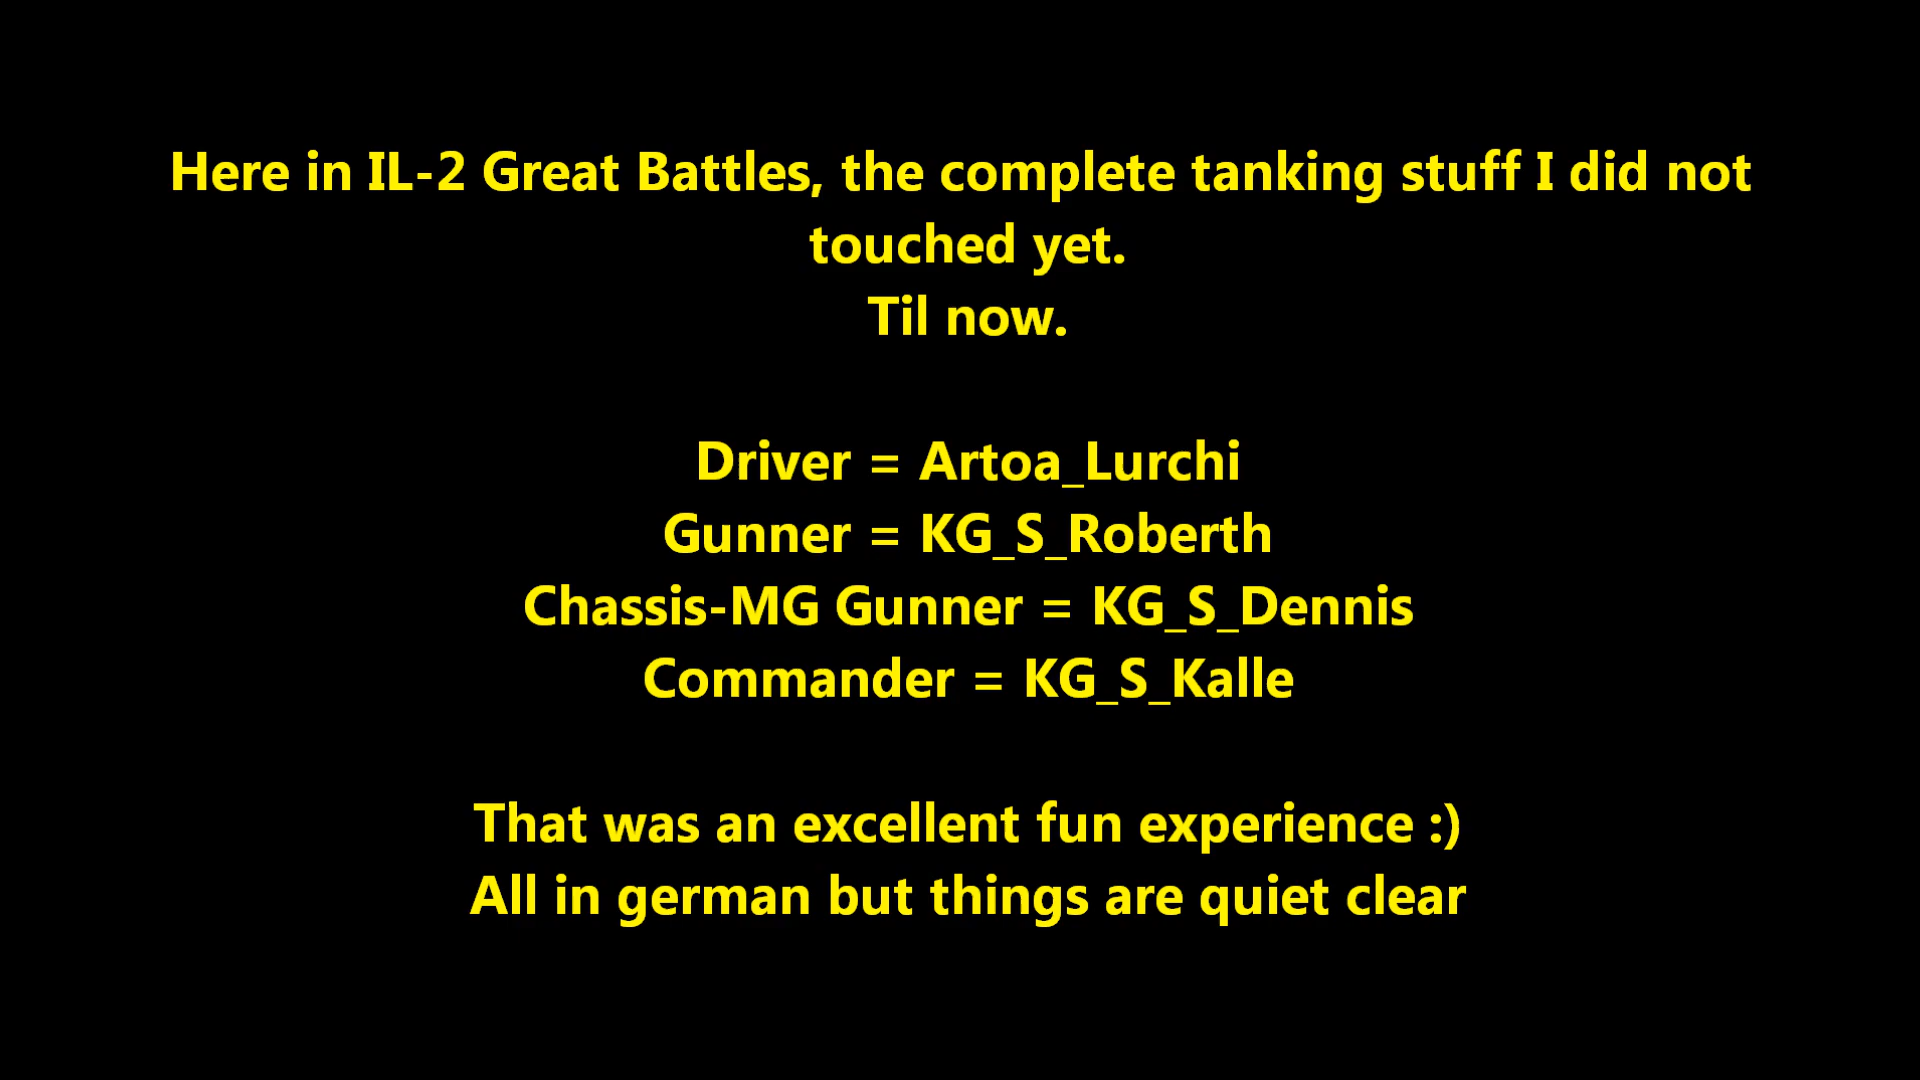 Here in IL-2 Great Battles, the complete tanking stuff I did not
touched yet.
Til now.
Driver = Artoa_Lurchi
Gunner = KG_S_Roberth
Chassis-MG Gunner = KG_S_Dennis
Commander = KG_S_Kalle
That was an excellent fun experience :)
All in german but things are quiet clear